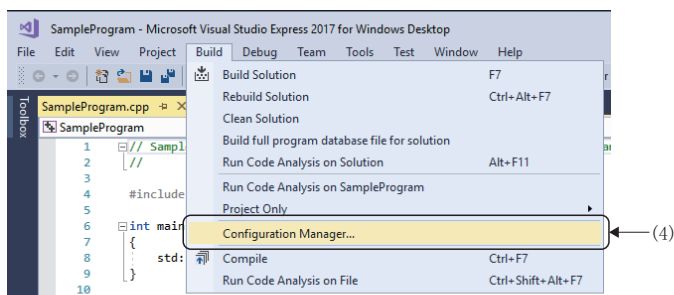 SampleProgram - Microsoft Visual Studio Express 2017 for Windows Desktop
File Edit View Project Build Debug Team Tools Test Window Help
Toolbox
SampleProgram.cpp
SampleProgram
Build Solution F7
Rebuild Solution Ctrl+Alt+F7
Clean Solution
Build full program database file for solution
Run Code Analysis on Solution Alt+F11
Run Code Analysis on SampleProgram
Project Only
Configuration Manager... (4)
Compile Ctrl+F7
Run Code Analysis on File Ctrl+Shift+Alt+F7
1 // Sampl
2 //
3
4 #include
5
6 int main
7 {
8 std:
9 }
10